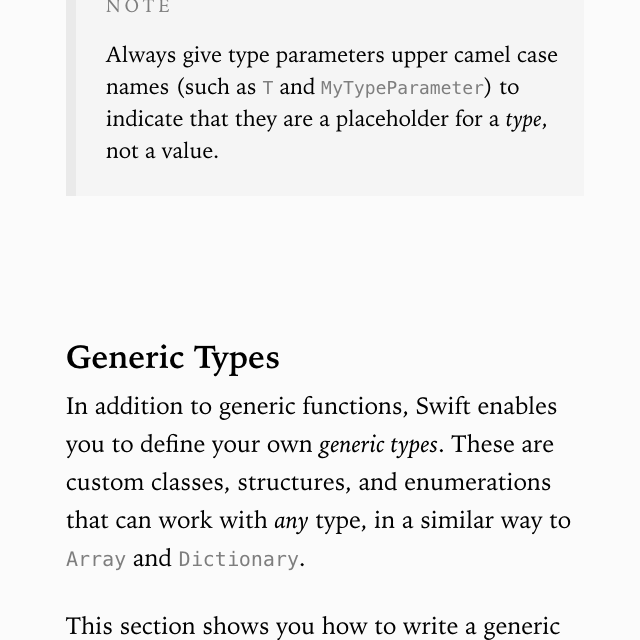 NOTE
Always give type parameters upper camel case
names (such as T and MyTypeParameter) to
indicate that they are a placeholder for a type,
not a value.
Generic Types
In addition to generic functions, Swift enables
you to define your own generic types. These are
custom classes, structures, and enumerations
that can work with any type, in a similar way to
Array and Dictionary.
This section shows you how to write a generic